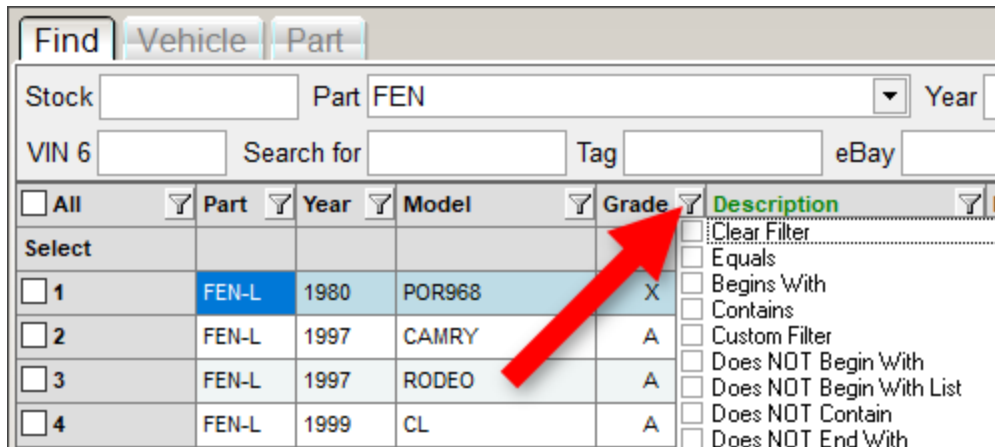 Find Vehicle Part
Stock Part FEN Year
VIN 6 Search for Tag eBay
All Part Year Model Grade Description
Select Clear Filter
Equals
1 FEN-L 1980 POR968 X Begins With
Contains
2 FEN-L 1997 CAMRY A Custom Filter
Does NOT Begin With
3 FEN-L 1997 RODEO A Does NOT Begin With List
Does NOT Contain
4 FEN-L 1999 CL A Does NOT End With